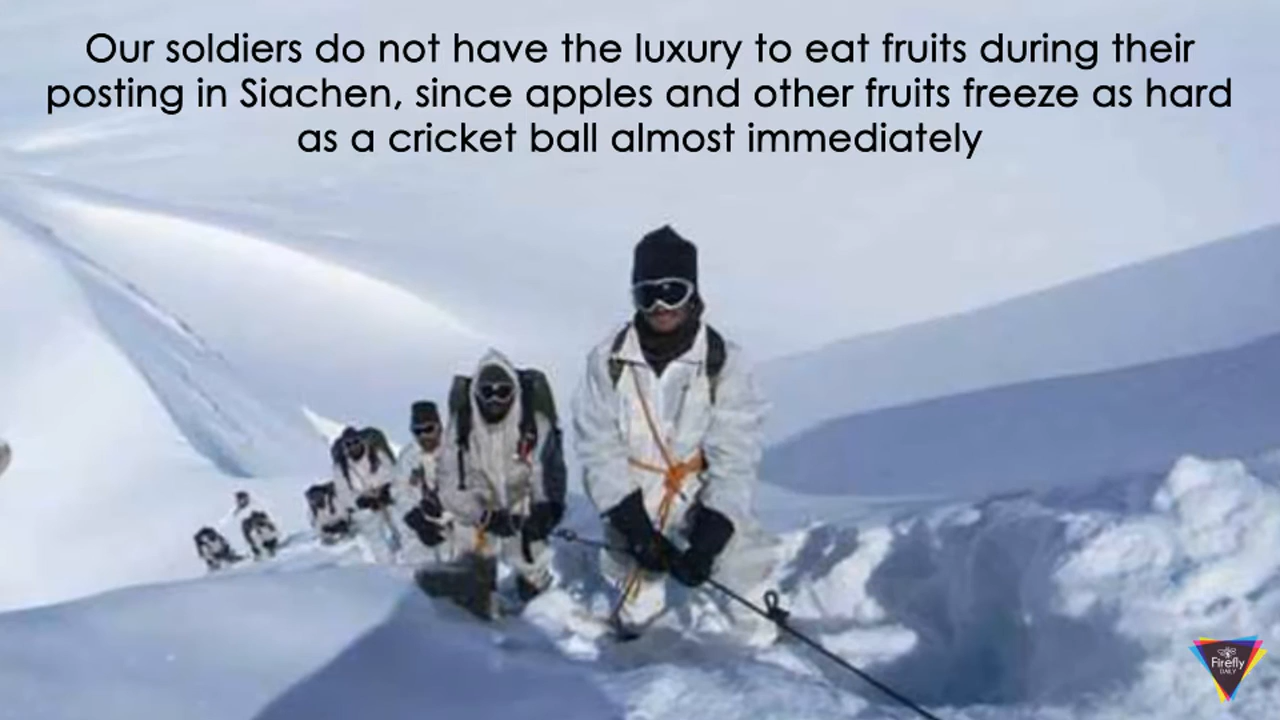 Our soldiers do not have the luxury to eat fruits during their
posting in Siachen, since apples and other fruits freeze as hard
as a cricket ball almost immediately
Firefly
DAILY